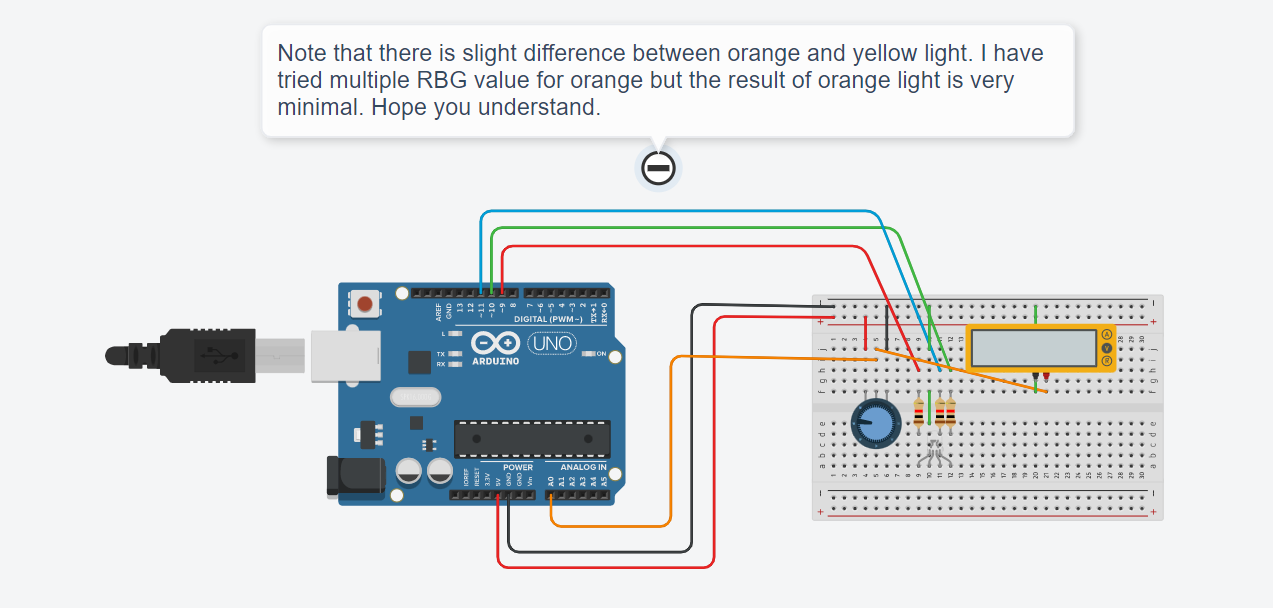 Note that there is slight difference between orange and yellow light. I have
tried multiple RBG value for orange but the result of orange light is very
minimal. Hope you understand.
AREF
GND
13
12
~11
~10
~9
8
7
~6
~5
4
~3
2
TX→1
RX←0
DIGITAL (PWM~)
L
TX
RX
ARDUINO
UNO
ON
POWER
ANALOG IN
IOREF
RESET
3.3V
5V
GND
GND
Vin
A0
A1
A2
A3
A4
A5
A
V
R